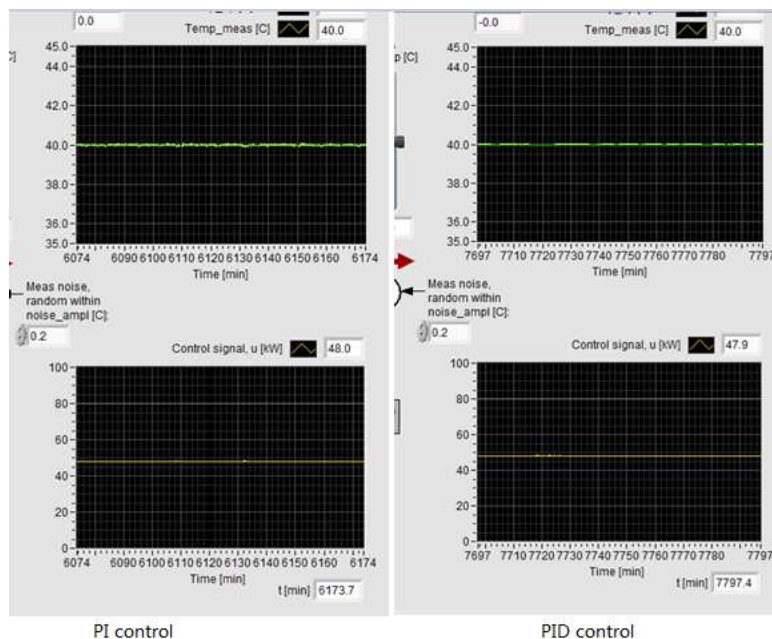 0.0
Temp_meas [C] 40.0
45.0
44.0
42.0
40.0
38.0
36.0
35.0
6074 6090 6100 6110 6120 6130 6140 6150 6160 6174
Time [min]
Meas noise,
random within
noise_ampl [C]:
0.2
Control signal, u [kW] 48.0
100
80
60
40
20
0
6074 6090 6100 6110 6120 6130 6140 6150 6160 6174
Time [min]
t [min] 6173.7
PI control
-0.0
Temp_meas [C] 40.0
45.0
44.0
42.0
40.0
38.0
36.0
35.0
7697 7710 7720 7730 7740 7750 7760 7770 7780 7797
Time [min]
Meas noise,
random within
noise_ampl [C]:
0.2
Control signal, u [kW] 47.9
100
80
60
40
20
0
7697 7710 7720 7730 7740 7750 7760 7770 7780 7797
Time [min]
t [min] 7797.4
PID control